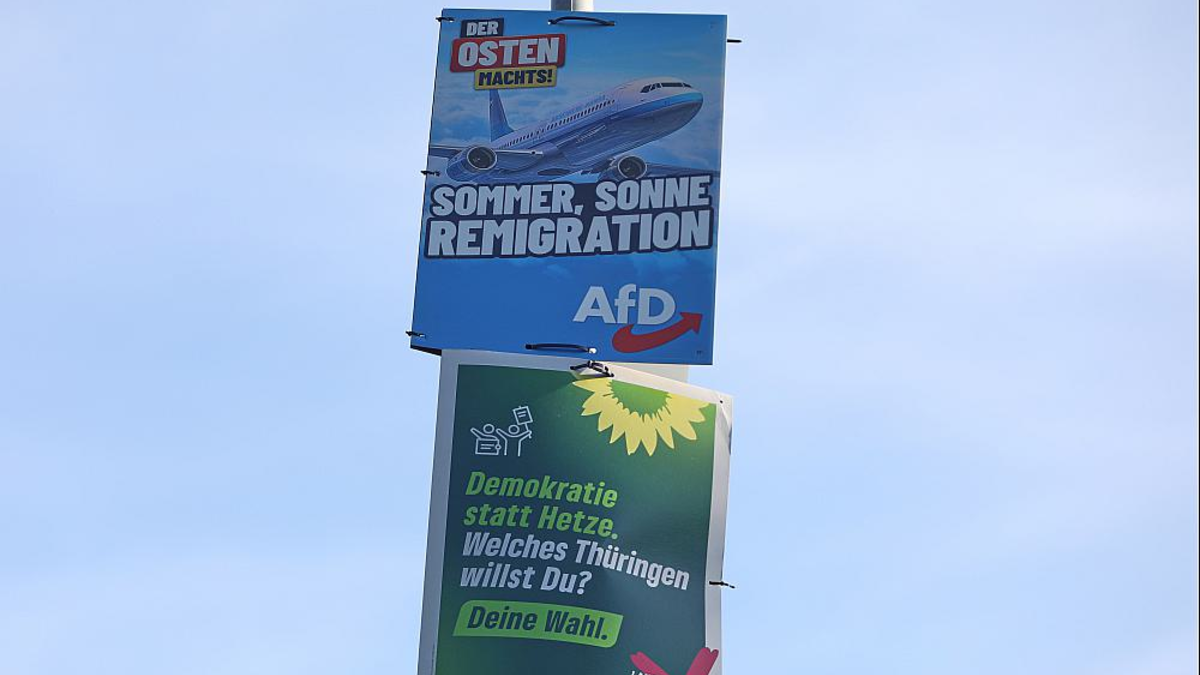 DER
OSTEN
MACHTS!
SOMMER, SONNE
REMIGRATION
AfD
Demokratie
statt Hetze.
Welches Thüringen
willst Du?
Deine Wahl.